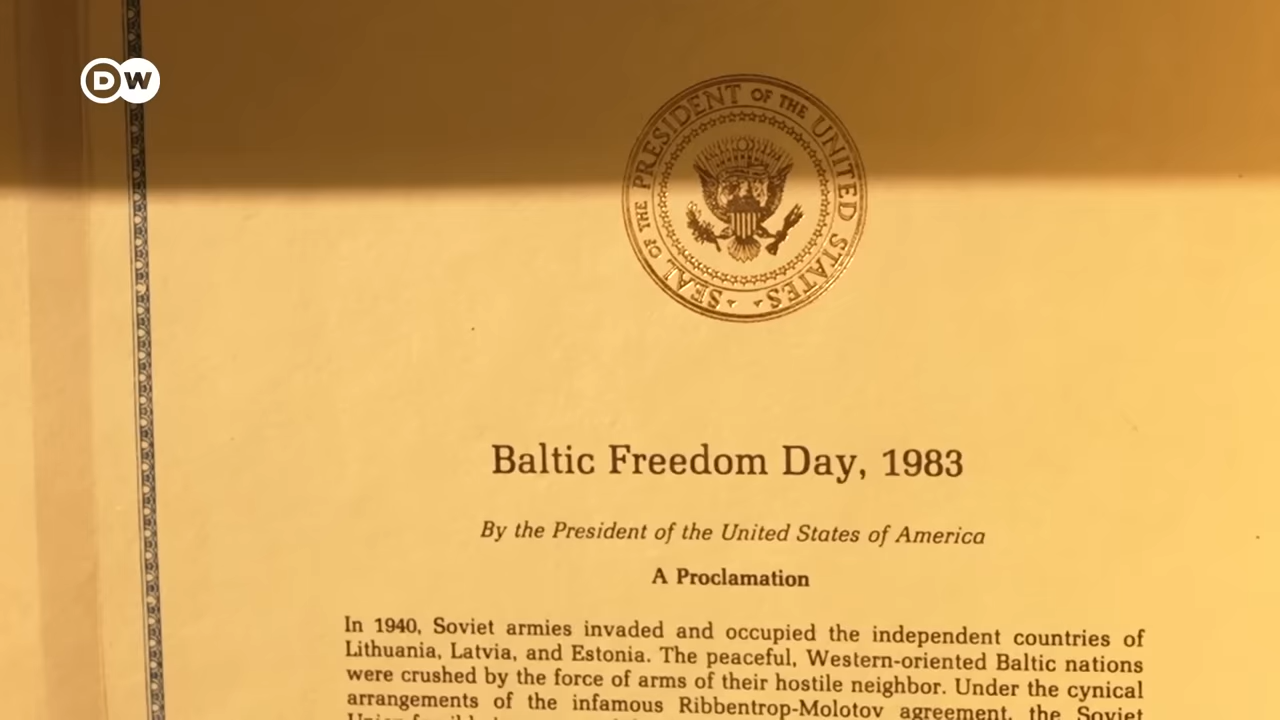 DW
SEAL OF THE PRESIDENT OF THE UNITED STATES
Baltic Freedom Day, 1983
By the President of the United States of America
A Proclamation
In 1940, Soviet armies invaded and occupied the independent countries of
Lithuania, Latvia, and Estonia. The peaceful, Western-oriented Baltic nations
were crushed by the force of arms of their hostile neighbor. Under the cynical
arrangements of the infamous Ribbentrop-Molotov agreement, the Soviet